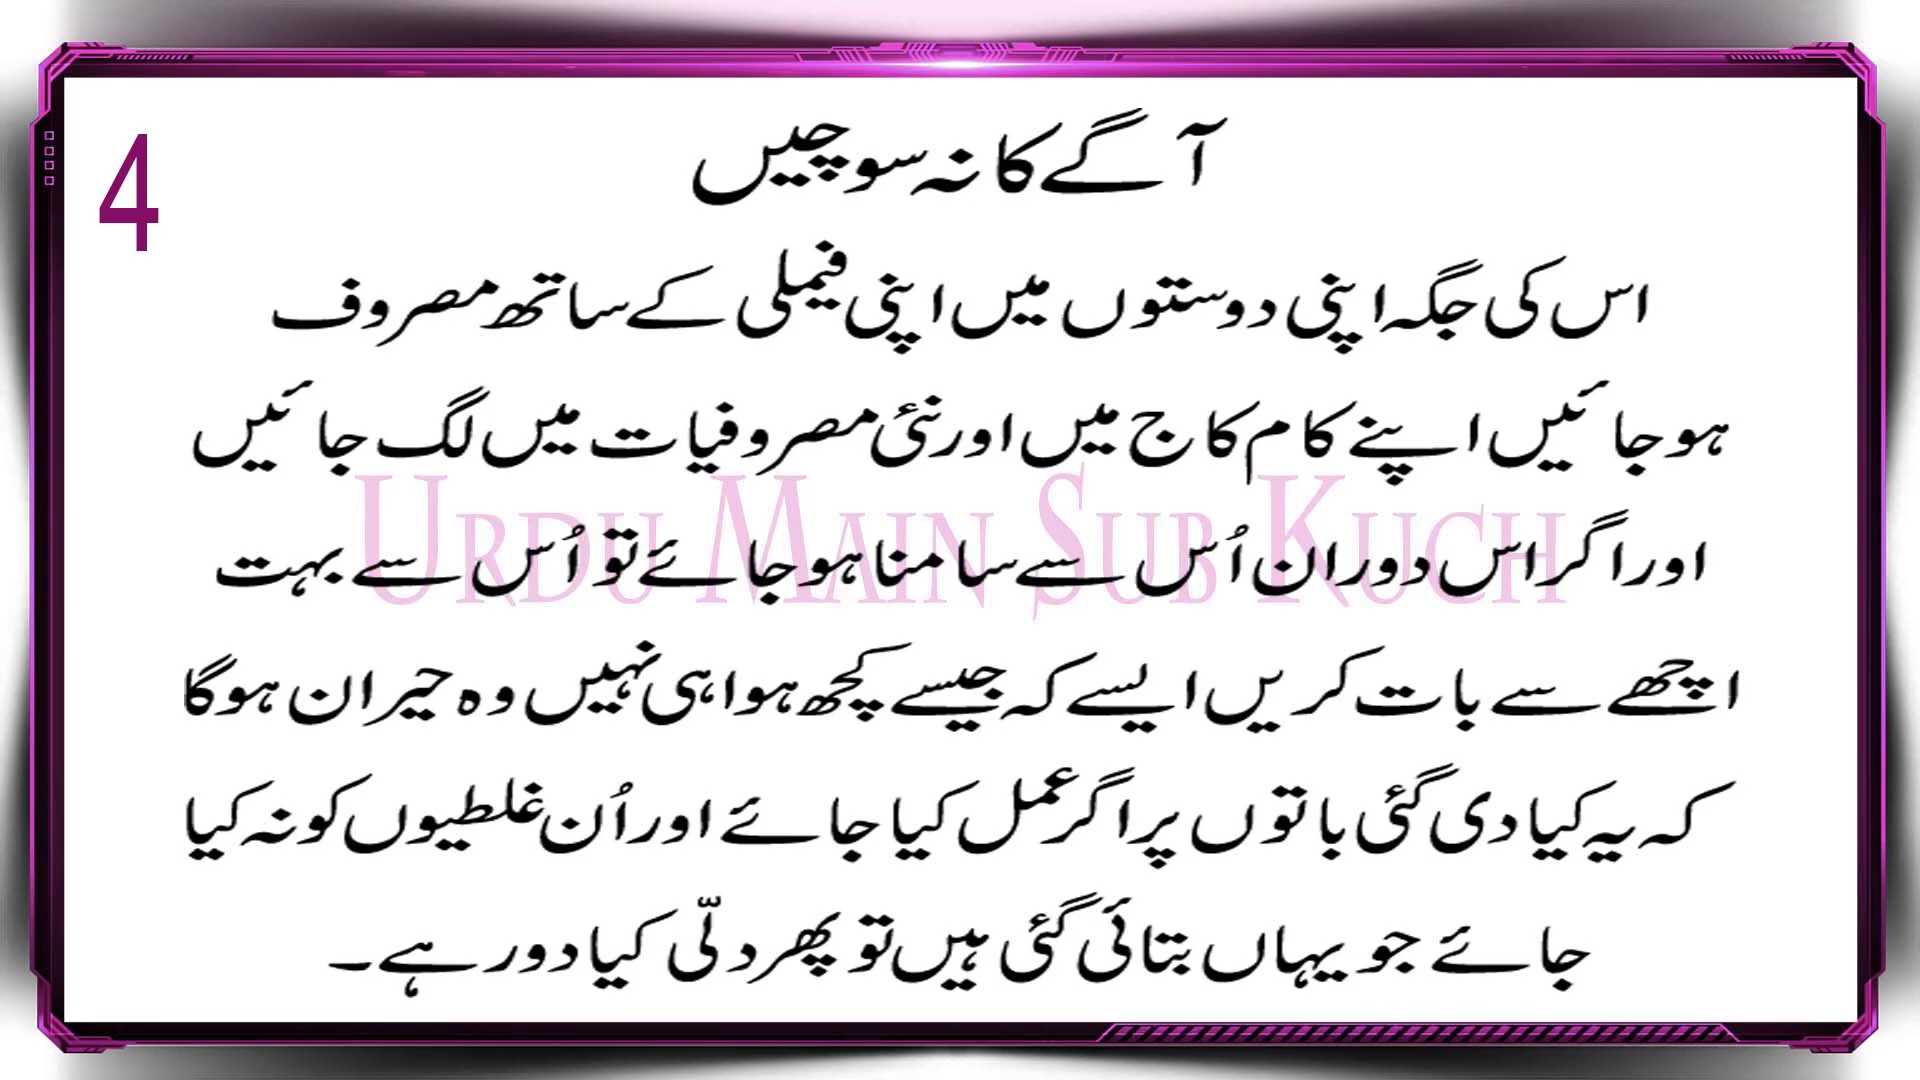 4
آگے کا نہ سوچیں
اس کی جگہ اپنی دوستوں میں اپنی فیملی کے ساتھ مصروف
ہو جائیں اپنے کام کاج میں اور نئی مصروفیات میں لگ جائیں
Urdu Main Sub Kuch
اور اگر اس دوران اُس سے سامنا ہو جائے تو اُس سے بہت
اچھے سے بات کریں ایسے کہ جیسے کچھ ہوا ہی نہیں وہ حیران ہوگا
کہ یہ کیا دی گئی باتوں پر اگر عمل کیا جائے اور اُن غلطیوں کو نہ کیا
جائے جو یہاں بتائی گئی ہیں تو پھر دلّی کیا دور ہے۔